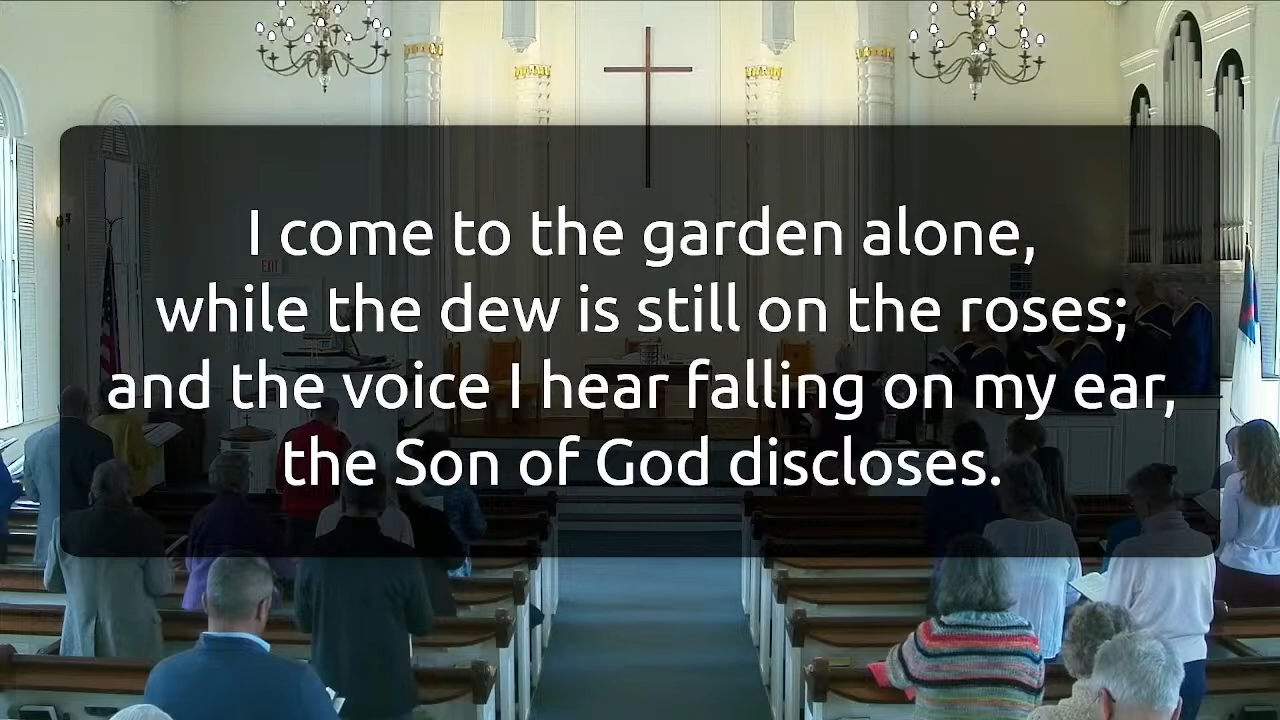 EXIT
I come to the garden alone,
while the dew is still on the roses;
and the voice I hear falling on my ear,
the Son of God discloses.